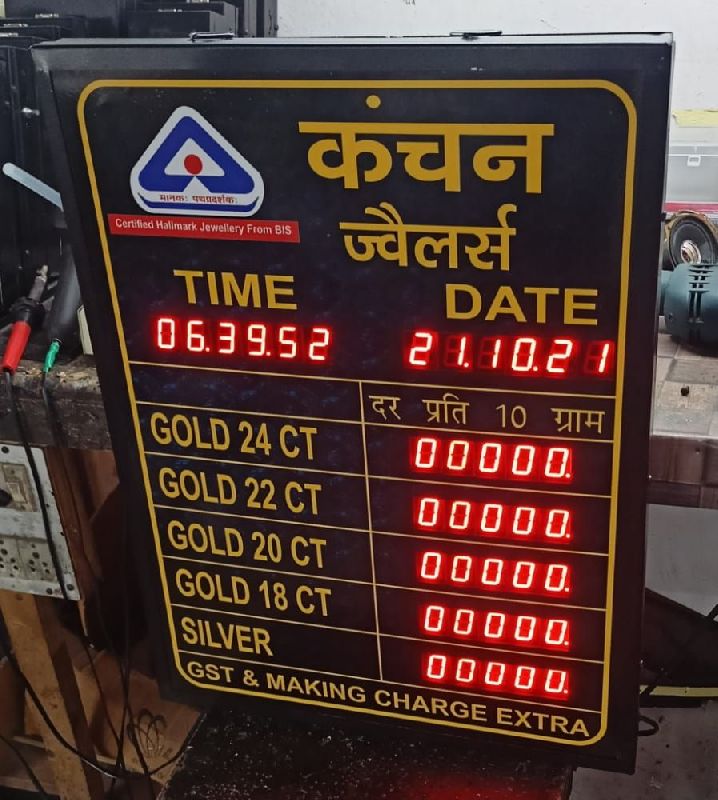 कंचन
ज्वैलर्स
मानकः पथप्रदर्शकः
Certified Hallmark Jewellery From BIS
TIME DATE
06.39.52 21.10.21
दर प्रति 10 ग्राम
GOLD 24 CT 00000.
GOLD 22 CT 00000.
GOLD 20 CT 00000.
GOLD 18 CT 00000.
SILVER 00000.
GST & MAKING CHARGE EXTRA